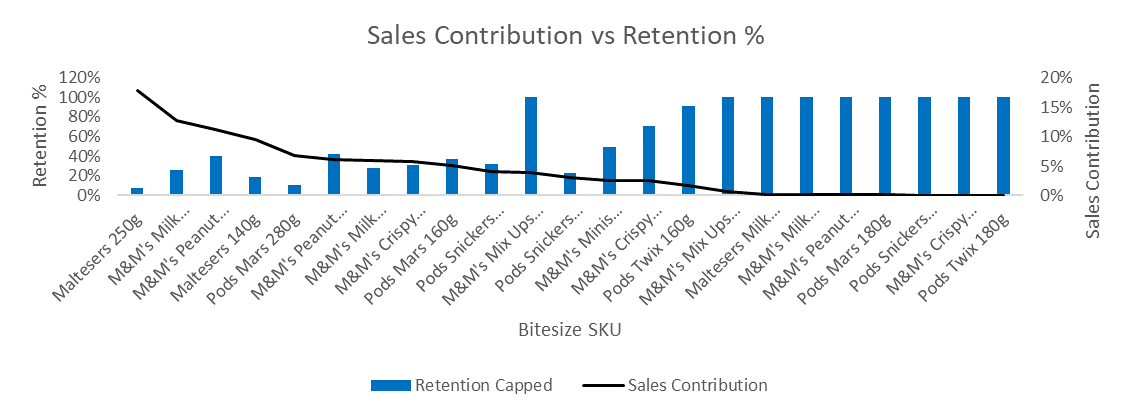 Sales Contribution vs Retention %
120%
100%
80%
60%
40%
20%
0%
Retention %
20%
15%
10%
5%
0%
Sales Contribution
Maltesers 250g
M&M's Milk…
M&M's Peanut…
Maltesers 140g
Pods Mars 280g
M&M's Peanut…
M&M's Milk…
M&M's Crispy…
Pods Mars 160g
Pods Snickers…
M&M's Mix Ups…
Pods Snickers…
M&M's Minis…
M&M's Crispy…
Pods Twix 160g
M&M's Mix Ups…
Maltesers Milk…
M&M's Milk…
M&M's Peanut…
Pods Mars 180g
Pods Snickers…
M&M's Crispy…
Pods Twix 180g
Bitesize SKU
Retention Capped
Sales Contribution